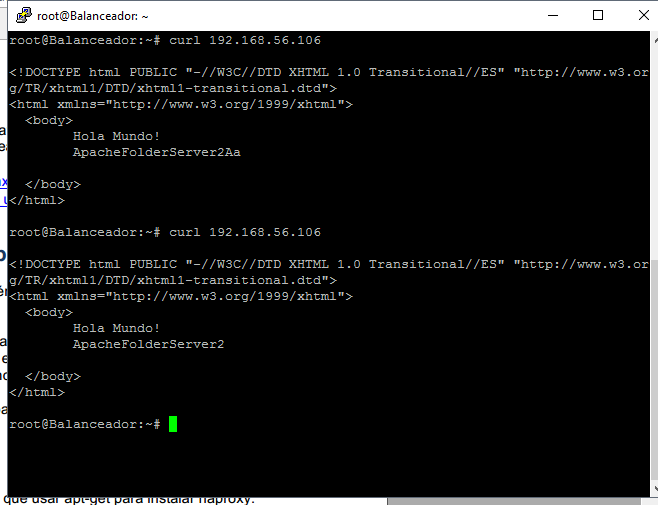 root@Balanceador: ~
root@Balanceador:~# curl 192.168.56.106
<!DOCTYPE html PUBLIC "-//W3C//DTD XHTML 1.0 Transitional//ES" "http://www.w3.or
g/TR/xhtml1/DTD/xhtml1-transitional.dtd">
<html xmlns="http://www.w3.org/1999/xhtml">
  <body>
        Hola Mundo!
        ApacheFolderServer2Aa
  </body>
</html>
root@Balanceador:~# curl 192.168.56.106
<!DOCTYPE html PUBLIC "-//W3C//DTD XHTML 1.0 Transitional//ES" "http://www.w3.or
g/TR/xhtml1/DTD/xhtml1-transitional.dtd">
<html xmlns="http://www.w3.org/1999/xhtml">
  <body>
        Hola Mundo!
        ApacheFolderServer2
  </body>
</html>
root@Balanceador:~#
que usar apt-get para instalar haproxy.